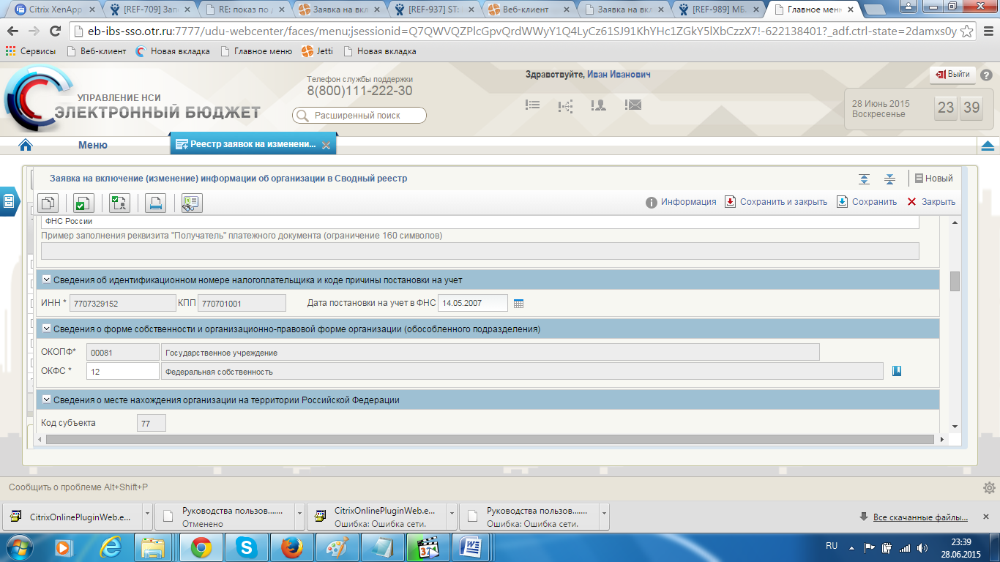 Citrix XenApp
[REF-709] Запо
RE: показ по д
Заявка на вкл
[REF-937] ST:
Веб-клиент
Заявка на вкл
[REF-989] МБ.
Главное меню
eb-ibs-sso.otr.ru:7777/udu-webcenter/faces/menu;jsessionid=Q7QWVQZPlcGpvQrdWWyY1Q4LyCz61SJ91KhYHc1ZGkY5lXbCzzX7!-622138401?_adf.ctrl-state=2damxs0y
Сервисы Веб-клиент Новая вкладка Главное меню Jetti Новая вкладка
Телефон службы поддержки
8(800)111-222-30
Здравствуйте, Иван Иванович
Выйти
УПРАВЛЕНИЕ НСИ
ЭЛЕКТРОННЫЙ БЮДЖЕТ
Расширенный поиск
28 Июнь 2015
Воскресенье
23 39
Меню
Реестр заявок на изменени...
Заявка на включение (изменение) информации об организации в Сводный реестр
Новый
Информация Сохранить и закрыть Сохранить Закрыть
ФНС России
Пример заполнения реквизита "Получатель" платежного документа (ограничение 160 символов)
Сведения об идентификационном номере налогоплательщика и коде причины постановки на учет
ИНН * 7707329152 КПП 770701001 Дата постановки на учет в ФНС 14.05.2007
Сведения о форме собственности и организационно-правовой форме организации (обособленного подразделения)
ОКОПФ* 00081 Государственное учреждение
ОКФС * 12 Федеральная собственность
Сведения о месте нахождения организации на территории Российской Федерации
Код субъекта 77
Сообщить о проблеме Alt+Shift+P
CitrixOnlinePluginWeb.e...
Руководства пользов.......
Отменено
CitrixOnlinePluginWeb.e...
Ошибка: Ошибка сети.
Руководства пользов.......
Ошибка: Ошибка сети.
Все скачанные файлы...
RU
23:39
28.06.2015